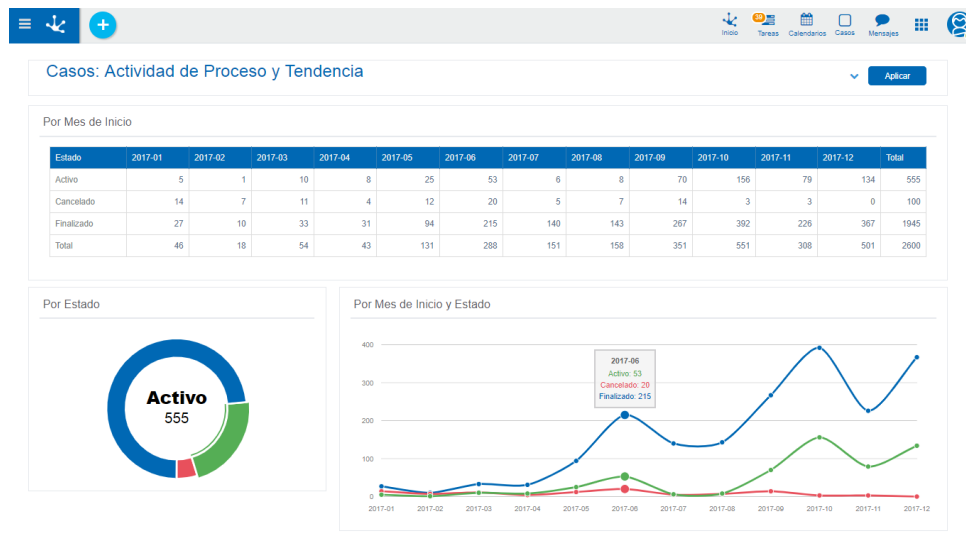 +
39
Inicio Tareas Calendarios Casos Mensajes
Casos: Actividad de Proceso y Tendencia
Aplicar
Por Mes de Inicio
Estado 2017-01 2017-02 2017-03 2017-04 2017-05 2017-06 2017-07 2017-08 2017-09 2017-10 2017-11 2017-12 Total
Activo 5 1 10 8 25 53 6 8 70 156 79 134 555
Cancelado 14 7 11 4 12 20 5 7 14 3 3 0 100
Finalizado 27 10 33 31 94 215 140 143 267 392 226 367 1945
Total 46 18 54 43 131 288 151 158 351 551 308 501 2600
Por Estado
Activo
555
Por Mes de Inicio y Estado
400
300
200
100
0
2017-06
Activo: 53
Cancelado: 20
Finalizado: 215
2017-01 2017-02 2017-03 2017-04 2017-05 2017-06 2017-07 2017-08 2017-09 2017-10 2017-11 2017-12